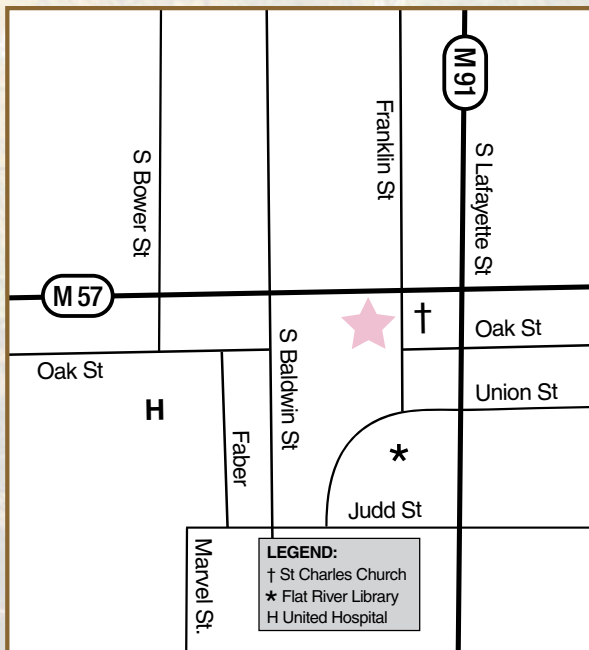 M 91
Franklin St
S Bower St
S Lafayette St
M 57
Oak St
S Baldwin St
Oak St
Union St
H
Faber
*
Judd St
Marvel St.
†
LEGEND:
† St Charles Church
* Flat River Library
H United Hospital